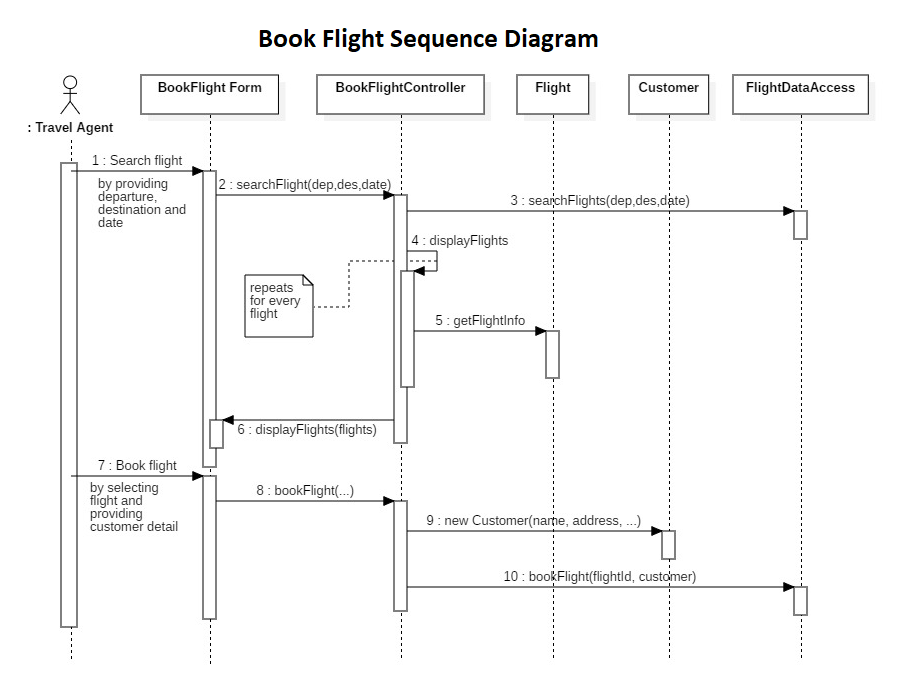 Book Flight Sequence Diagram
BookFlight Form
BookFlightController
Flight
Customer
FlightDataAccess
: Travel Agent
1 : Search flight
by providing
departure,
destination and
date
2 : searchFlight(dep,des,date)
3 : searchFlights(dep,des,date)
4 : displayFlights
repeats
for every
flight
5 : getFlightInfo
6 : displayFlights(flights)
7 : Book flight
by selecting
flight and
providing
customer detail
8 : bookFlight(...)
9 : new Customer(name, address, ...)
10 : bookFlight(flightId, customer)